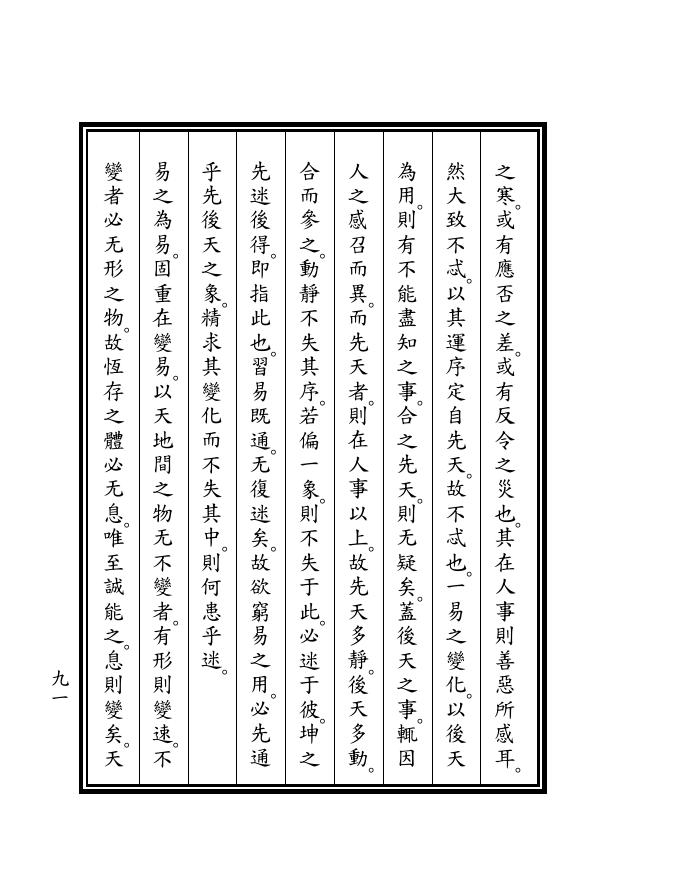 之寒。或有應否之差。或有反令之災也。其在人事則善惡所感耳。
然大致不忒。以其運序定自先天。故不忒也。一易之變化。以後天
為用。則有不能盡知之事。合之先天。則无疑矣。蓋後天之事。輒因
人之感召而異。而先天者。則在人事以上。故先天多靜。後天多動。
合而參之。動靜不失其序。若偏一象。則不失于此。必迷于彼。坤之
先迷後得。即指此也。習易既通。无復迷矣。故欲窮易之用。必先通
乎先後天之象。精求其變化而不失其中。則何患乎迷。
易之為易。固重在變易。以天地間之物无不變者。有形則變速。不
變者必无形之物。故恆存之體必无息。唯至誠能之。息則變矣。天
九一